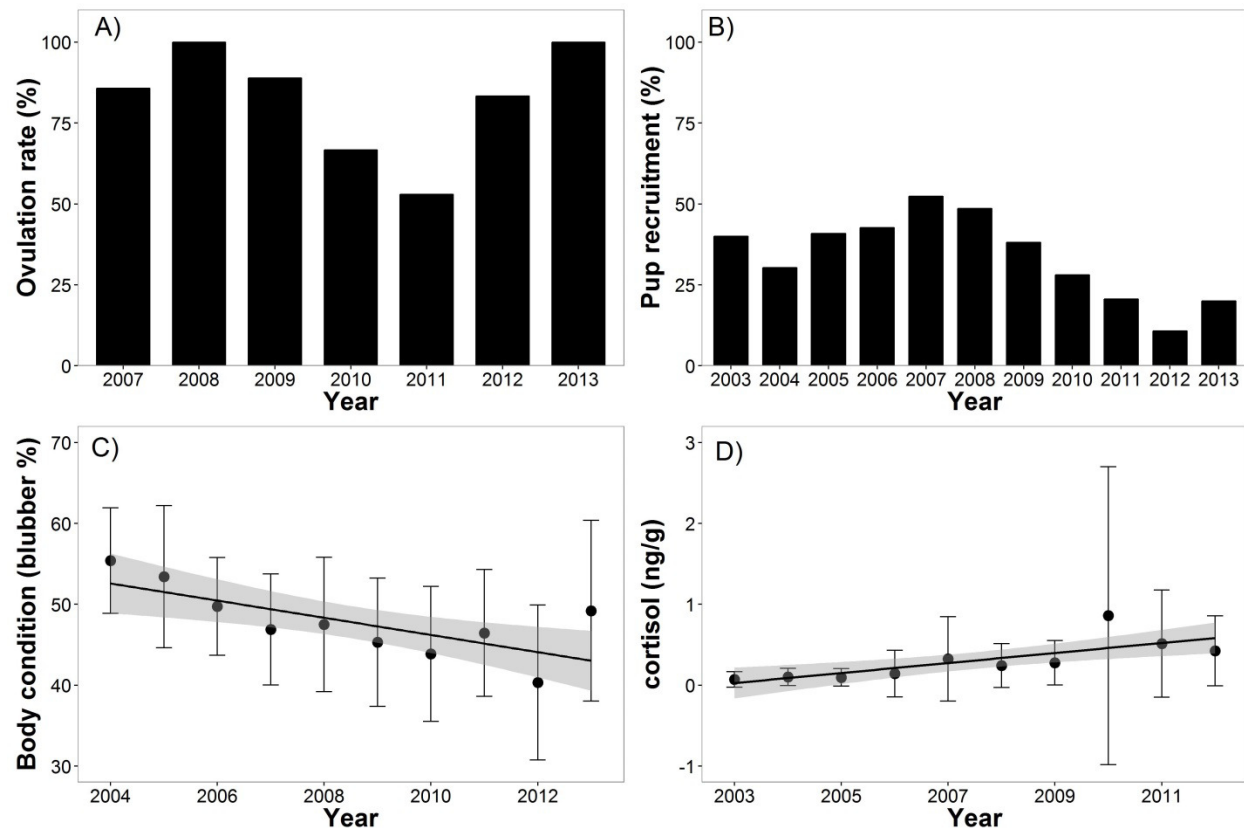 A)
Ovulation rate (%)
100
75
50
25
0
2007 2008 2009 2010 2011 2012 2013
Year
B)
Pup recruitment (%)
100
75
50
25
0
2003 2004 2005 2006 2007 2008 2009 2010 2011 2012 2013
Year
C)
Body condition (blubber %)
70
60
50
40
30
2004 2006 2008 2010 2012
Year
D)
cortisol (ng/g)
3
2
1
0
-1
2003 2005 2007 2009 2011
Year